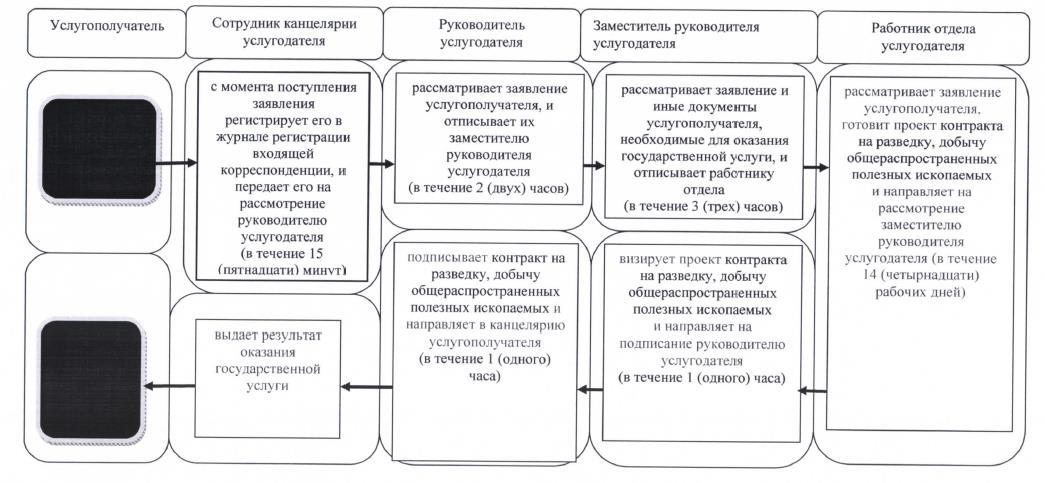 Услугополучатель
Сотрудник канцелярии
услугодателя
Руководитель
услугодателя
Заместитель руководителя
услугодателя
Работник отдела
услугодателя
с момента поступления
заявления
регистрирует его в
журнале регистрации
входящей
корреспонденции, и
передает его на
рассмотрение
руководителю
услугодателя
(в течение 15
(пятнадцати) минут)
рассматривает заявление
услугополучателя, и
отписывает их
заместителю
руководителя
услугодателя
(в течение 2 (двух) часов)
рассматривает заявление и
иные документы
услугополучателя,
необходимые для оказания
государственной услуги, и
отписывает работнику
отдела
(в течение 3 (трех) часов)
рассматривает заявление
услугополучателя,
готовит проект контракта
на разведку, добычу
общераспространенных
полезных ископаемых
и направляет на
рассмотрение
заместителю
руководителя
услугодателя (в течение
14 (четырнадцати)
рабочих дней)
визирует проект контракта
на разведку, добычу
общераспространенных
полезных ископаемых
и направляет на
подписание руководителю
услугодателя
(в течение 1 (одного) часа)
подписывает контракт на
разведку, добычу
общераспространенных
полезных ископаемых и
направляет в канцелярию
услугополучателя
(в течение 1 (одного)
часа)
выдает результат
оказания
государственной
услуги